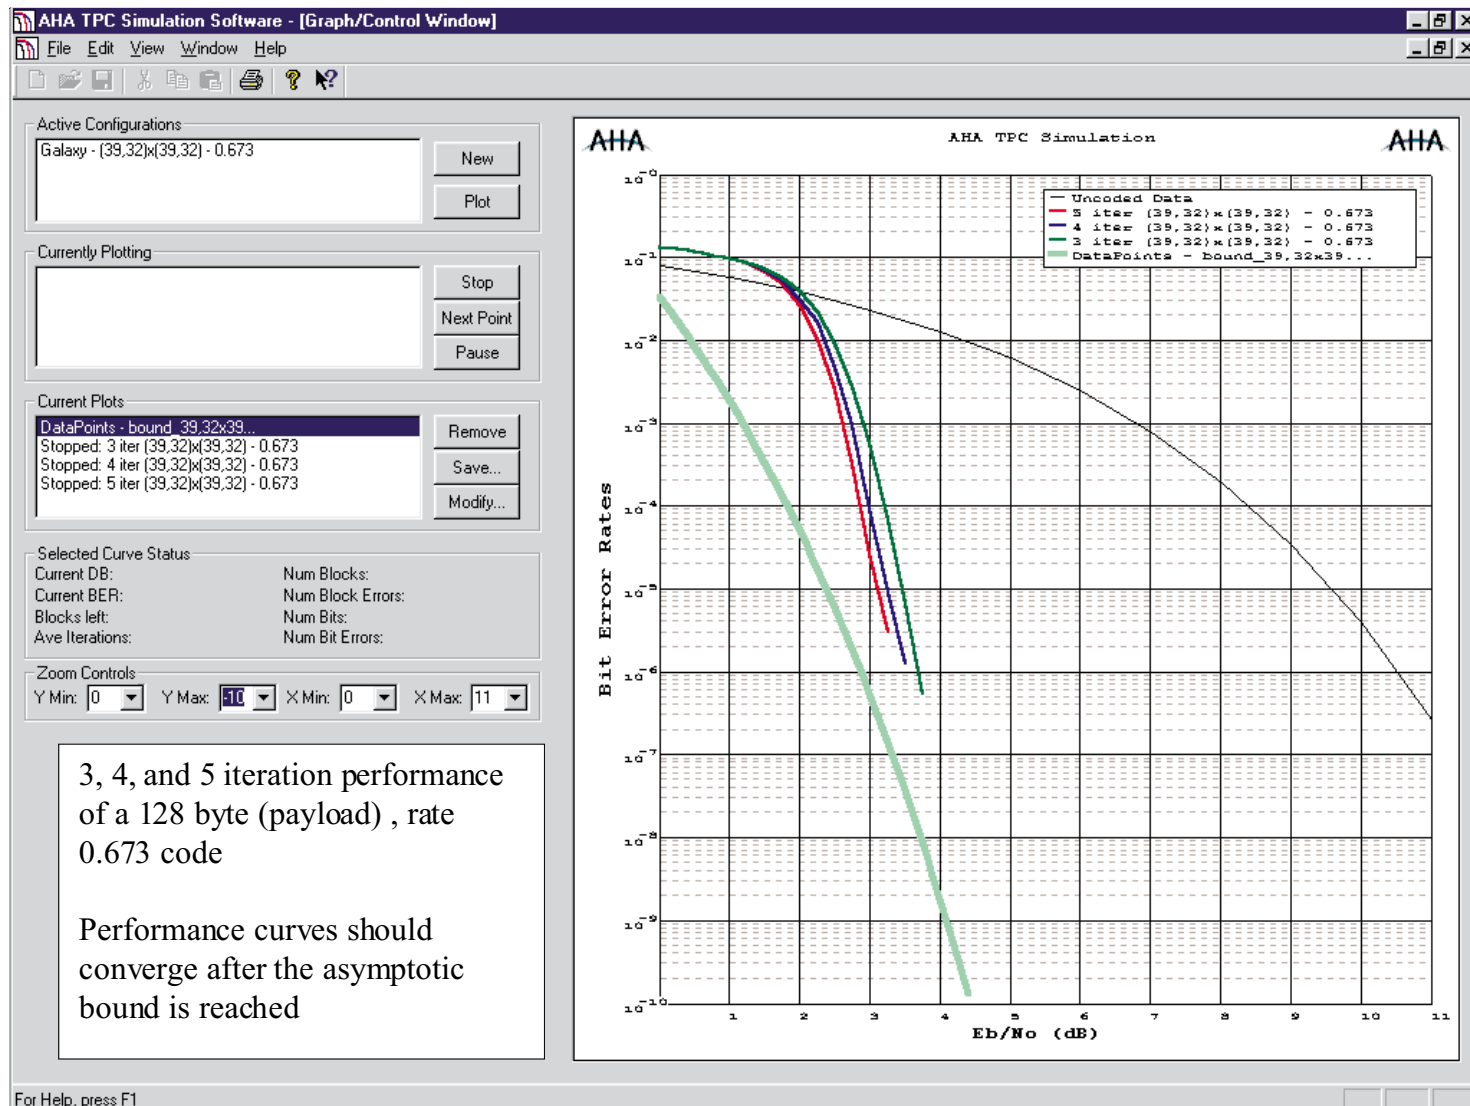 AHA TPC Simulation Software - [Graph/Control Window]
File Edit View Window Help
Active Configurations
Galaxy - (39,32)x(39,32) - 0.673
New
Plot
Currently Plotting
Stop
Next Point
Pause
Current Plots
DataPoints - bound_39,32x39...
Stopped: 3 iter (39,32)x(39,32) - 0.673
Stopped: 4 iter (39,32)x(39,32) - 0.673
Stopped: 5 iter (39,32)x(39,32) - 0.673
Remove
Save...
Modify...
Selected Curve Status
Current DB: Num Blocks:
Current BER: Num Block Errors:
Blocks left: Num Bits:
Ave Iterations: Num Bit Errors:
Zoom Controls
Y Min: 0 Y Max: -10 X Min: 0 X Max: 11
3, 4, and 5 iteration performance
of a 128 byte (payload) , rate
0.673 code
Performance curves should
converge after the asymptotic
bound is reached
AHA AHA TPC Simulation AHA
Uncoded Data
5 iter (39,32)x(39,32) - 0.673
4 iter (39,32)x(39,32) - 0.673
3 iter (39,32)x(39,32) - 0.673
DataPoints - bound_39,32x39...
Bit Error Rates
10^-0
10^-1
10^-2
10^-3
10^-4
10^-5
10^-6
10^-7
10^-8
10^-9
10^-10
1 2 3 4 5 6 7 8 9 10 11
Eb/No (dB)
For Help, press F1